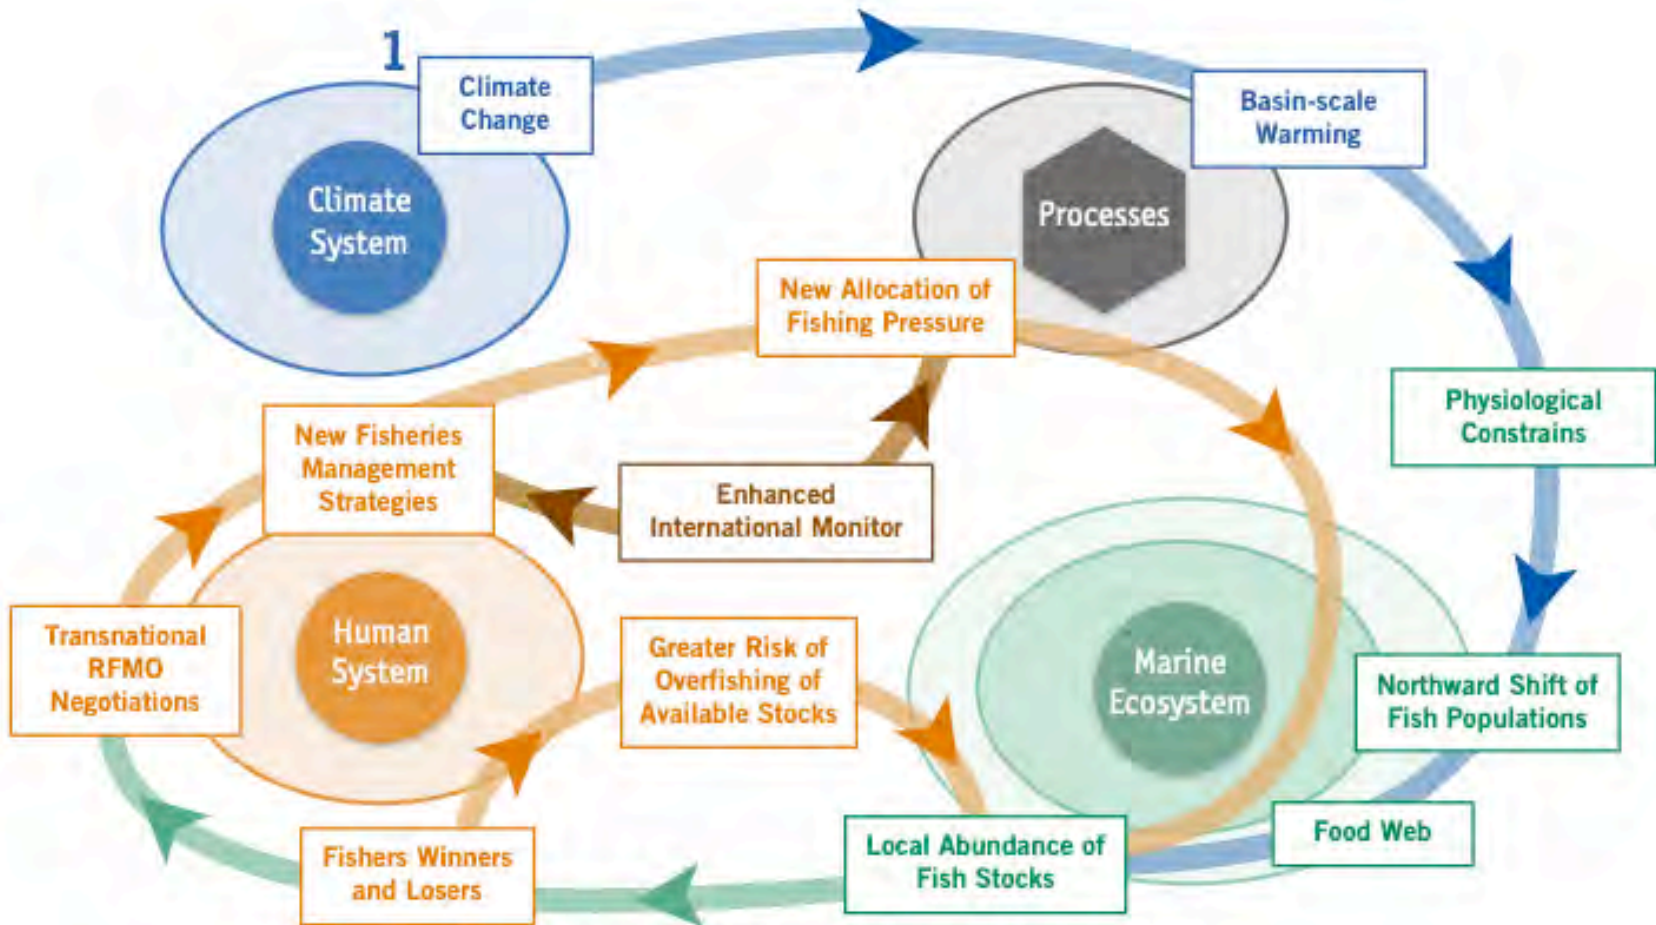 1
Climate
Change
Basin-scale
Warming
Climate
System
Processes
New Allocation of
Fishing Pressure
Physiological
Constrains
New Fisheries
Management
Strategies
Enhanced
International Monitor
Transnational
RFMO
Negotiations
Human
System
Greater Risk of
Overfishing of
Available Stocks
Marine
Ecosystem
Northward Shift of
Fish Populations
Food Web
Local Abundance of
Fish Stocks
Fishers Winners
and Losers